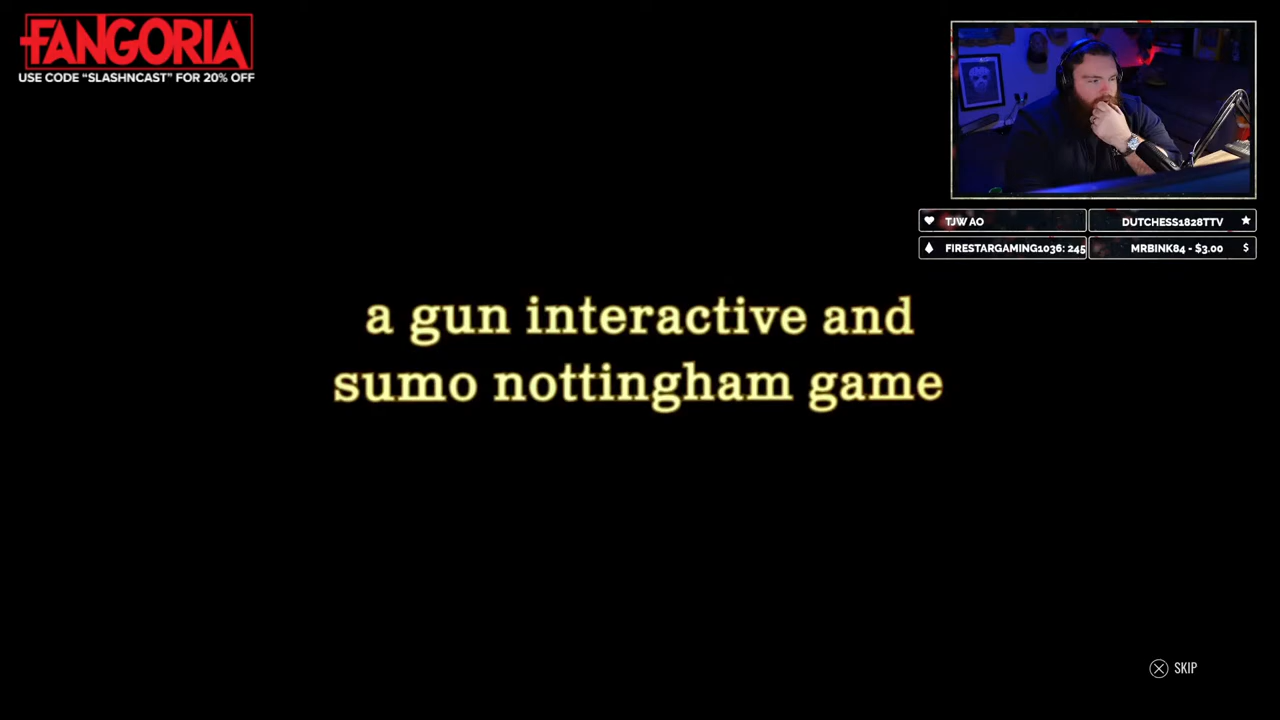 FANGORIA
USE CODE “SLASHNCAST” FOR 20% OFF
TJW AO
DUTCHESS1828TTV
FIRESTARGAMING1036: 245
MRBINK84 - $3.00
$
a gun interactive and
sumo nottingham game
SKIP